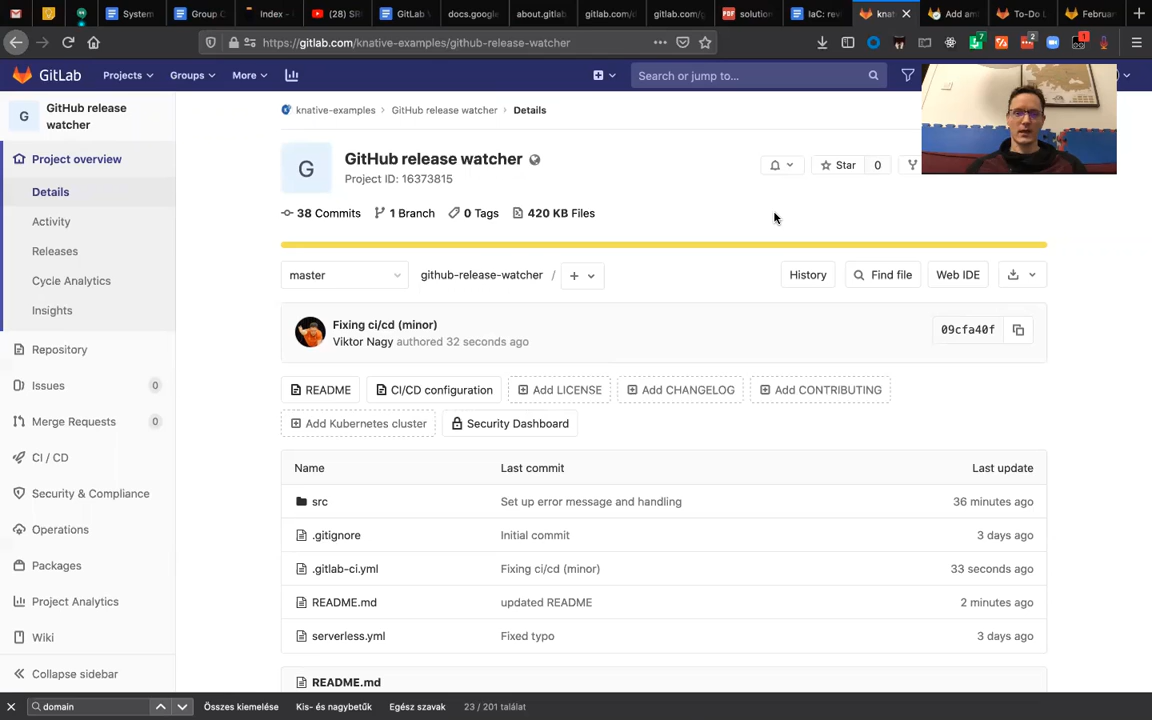 System
Group C
Index -
(28) SR
GitLab V
docs.google
about.gitlab
gitlab.com/d
gitlab.com/g
PDF solution
IaC: rev
knat
Add am
To-Do L
Februar
https://gitlab.com/knative-examples/github-release-watcher
7
2
1
GitLab Projects Groups More Search or jump to...
GitHub release
watcher
Project overview
Details
Activity
Releases
Cycle Analytics
Insights
Repository
Issues 0
Merge Requests 0
CI / CD
Security & Compliance
Operations
Packages
Project Analytics
Wiki
Collapse sidebar
knative-examples > GitHub release watcher > Details
G
G
GitHub release watcher
Project ID: 16373815
Star 0
38 Commits 1 Branch 0 Tags 420 KB Files
master github-release-watcher / + History Find file Web IDE
Fixing ci/cd (minor)
Viktor Nagy authored 32 seconds ago
09cfa40f
README CI/CD configuration Add LICENSE Add CHANGELOG Add CONTRIBUTING
Add Kubernetes cluster Security Dashboard
Name Last commit Last update
src Set up error message and handling 36 minutes ago
.gitignore Initial commit 3 days ago
.gitlab-ci.yml Fixing ci/cd (minor) 33 seconds ago
README.md updated README 2 minutes ago
serverless.yml Fixed typo 3 days ago
README.md
domain Összes kiemelése Kis- és nagybetűk Egész szavak 23 / 201 találat